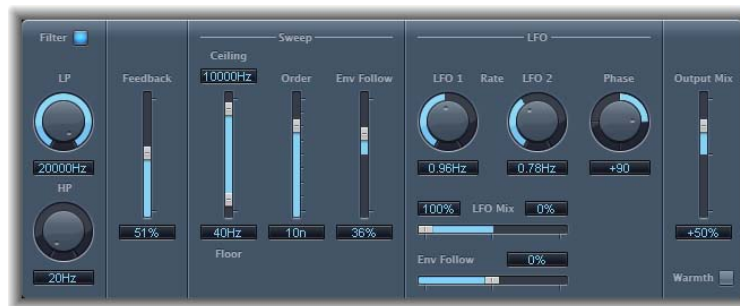 Filter
LP
20000Hz
HP
20Hz
Feedback
51%
Sweep
Ceiling
10000Hz
40Hz
Floor
Order
10n
Env Follow
36%
LFO
LFO 1 Rate LFO 2 Phase
0.96Hz 0.78Hz +90
100% LFO Mix 0%
Env Follow 0%
Output Mix
+50%
Warmth